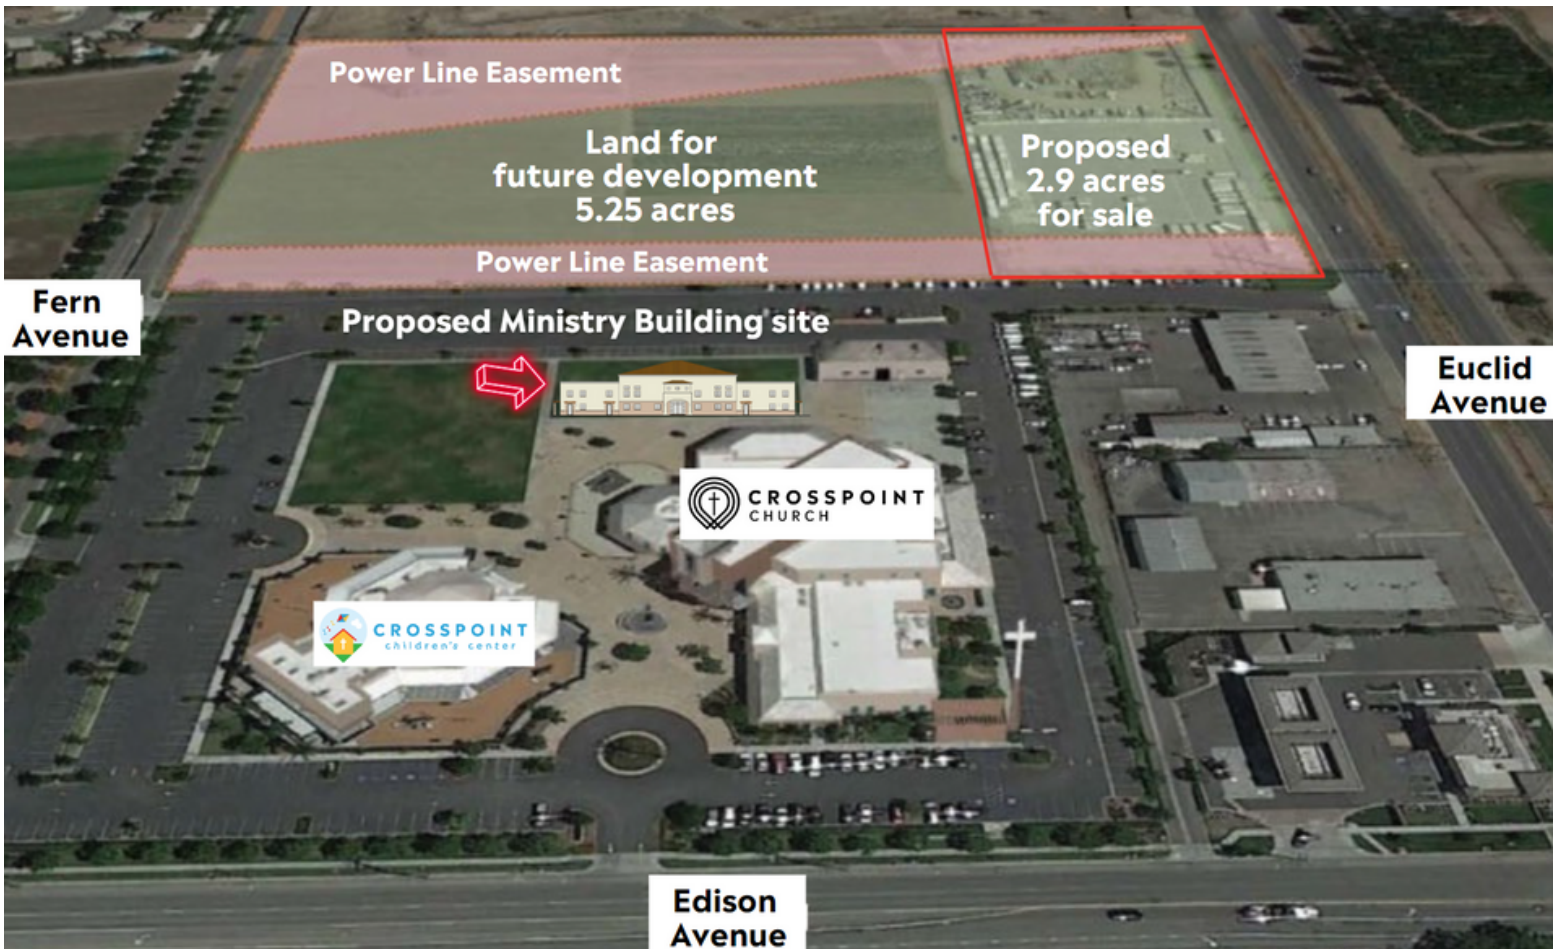 Power Line Easement
Land for
future development
5.25 acres
Proposed
2.9 acres
for sale
Power Line Easement
Fern
Avenue
Proposed Ministry Building site
Euclid
Avenue
CROSSPOINT
CHURCH
CROSSPOINT
children's center
Edison
Avenue